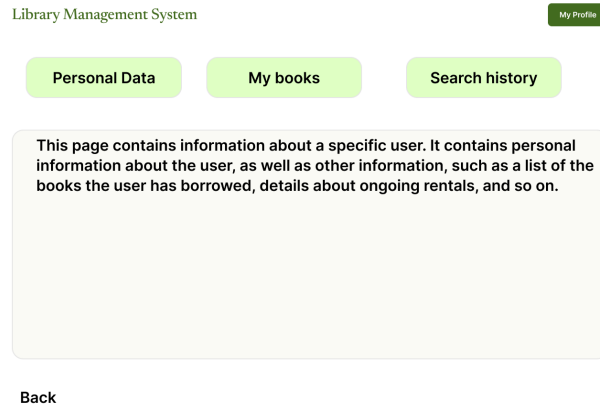 Library Management System
My Profile
Personal Data
My books
Search history
This page contains information about a specific user. It contains personal
information about the user, as well as other information, such as a list of the
books the user has borrowed, details about ongoing rentals, and so on.
Back